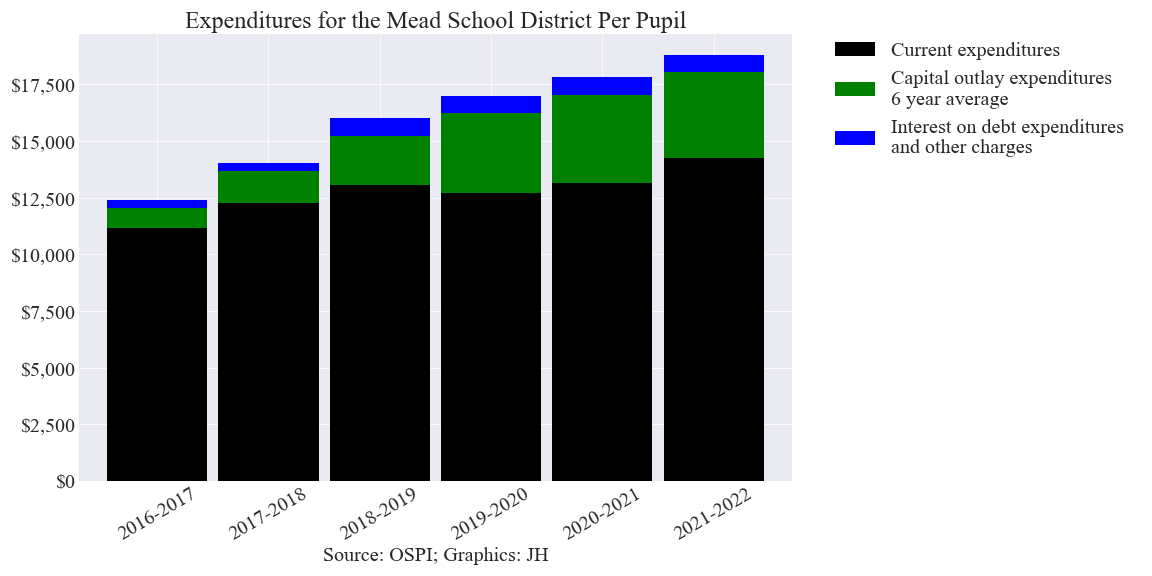 Expenditures for the Mead School District Per Pupil
$17,500
$15,000
$12,500
$10,000
$7,500
$5,000
$2,500
$0
2016-2017
2017-2018
2018-2019
2019-2020
2020-2021
2021-2022
Source: OSPI; Graphics: JH
Current expenditures
Capital outlay expenditures
6 year average
Interest on debt expenditures
and other charges